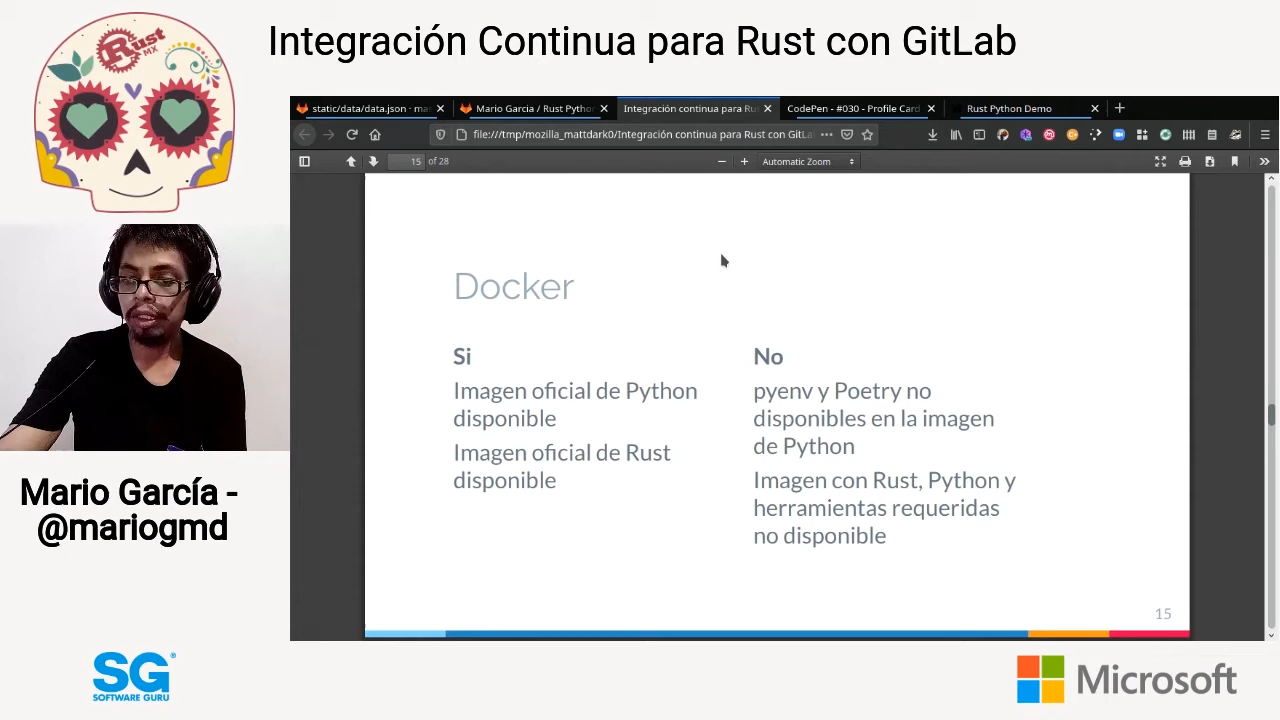 Integración Continua para Rust con GitLab
Rust
MX
static/data/data.json · ma
Mario Garcia / Rust Pytho
Integración continua para Ru
CodePen - #030 - Profile Card
Rust Python Demo
file:///tmp/mozilla_mattdark0/Integración continua para Rust con GitLa
15 of 28
Automatic Zoom
Docker
Si
Imagen oficial de Python
disponible
Imagen oficial de Rust
disponible
No
pyenv y Poetry no
disponibles en la imagen
de Python
Imagen con Rust, Python y
herramientas requeridas
no disponible
15
Mario García -
@mariogmd
SG
SOFTWARE GURU
Microsoft